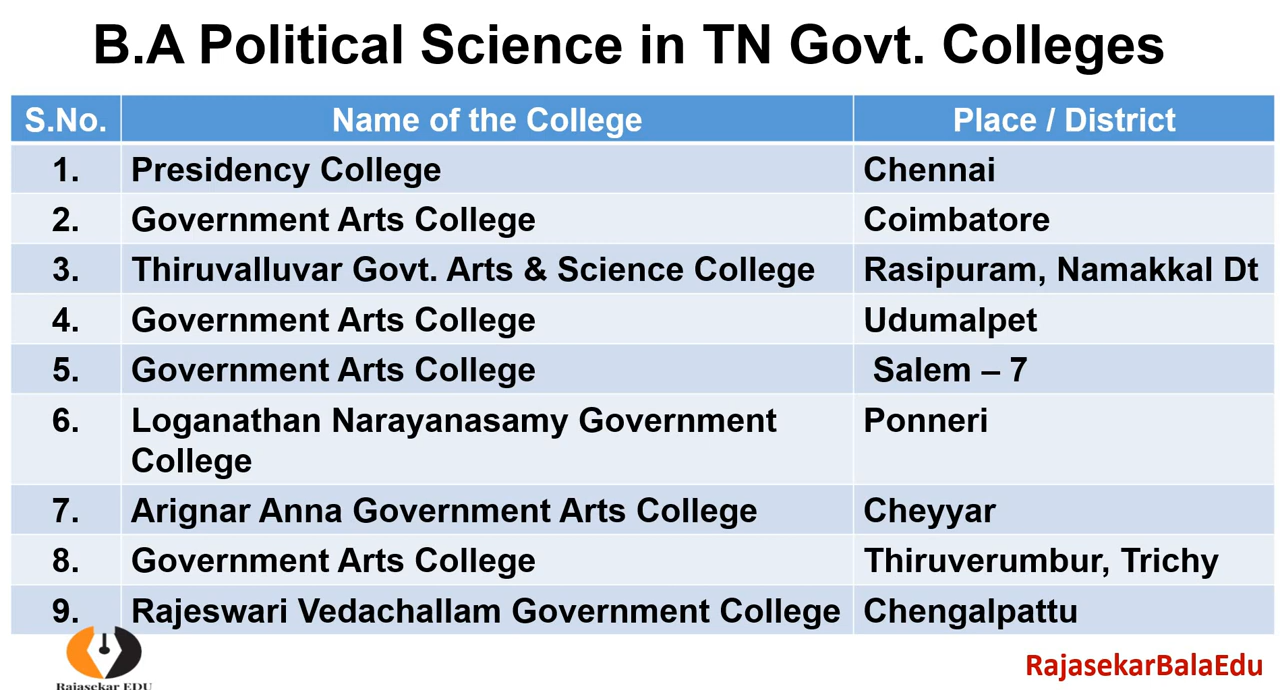 B.A Political Science in TN Govt. Colleges
S.No. Name of the College Place / District
1. Presidency College Chennai
2. Government Arts College Coimbatore
3. Thiruvalluvar Govt. Arts & Science College Rasipuram, Namakkal Dt
4. Government Arts College Udumalpet
5. Government Arts College Salem – 7
6. Loganathan Narayanasamy Government Ponneri
College
7. Arignar Anna Government Arts College Cheyyar
8. Government Arts College Thiruverumbur, Trichy
9. Rajeswari Vedachallam Government College Chengalpattu
RajasekarBalaEdu
Rajasekar EDU